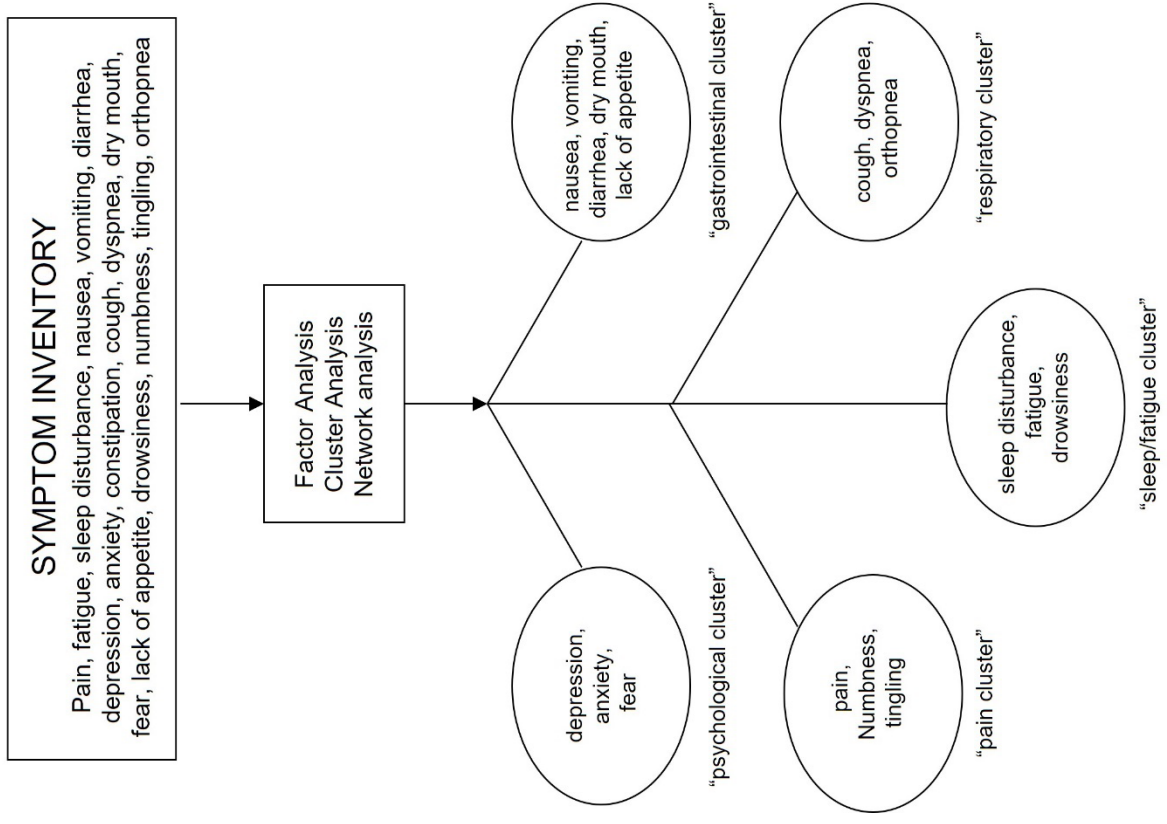 SYMPTOM INVENTORY
Pain, fatigue, sleep disturbance, nausea, vomiting, diarrhea,
depression, anxiety, constipation, cough, dyspnea, dry mouth,
fear, lack of appetite, drowsiness, numbness, tingling, orthopnea
Factor Analysis
Cluster Analysis
Network analysis
depression,
anxiety,
fear
“psychological cluster”
nausea, vomiting,
diarrhea, dry mouth,
lack of appetite
“gastrointestinal cluster”
pain,
Numbness,
tingling
“pain cluster”
cough, dyspnea,
orthopnea
“respiratory cluster”
sleep disturbance,
fatigue,
drowsiness
“sleep/fatigue cluster”